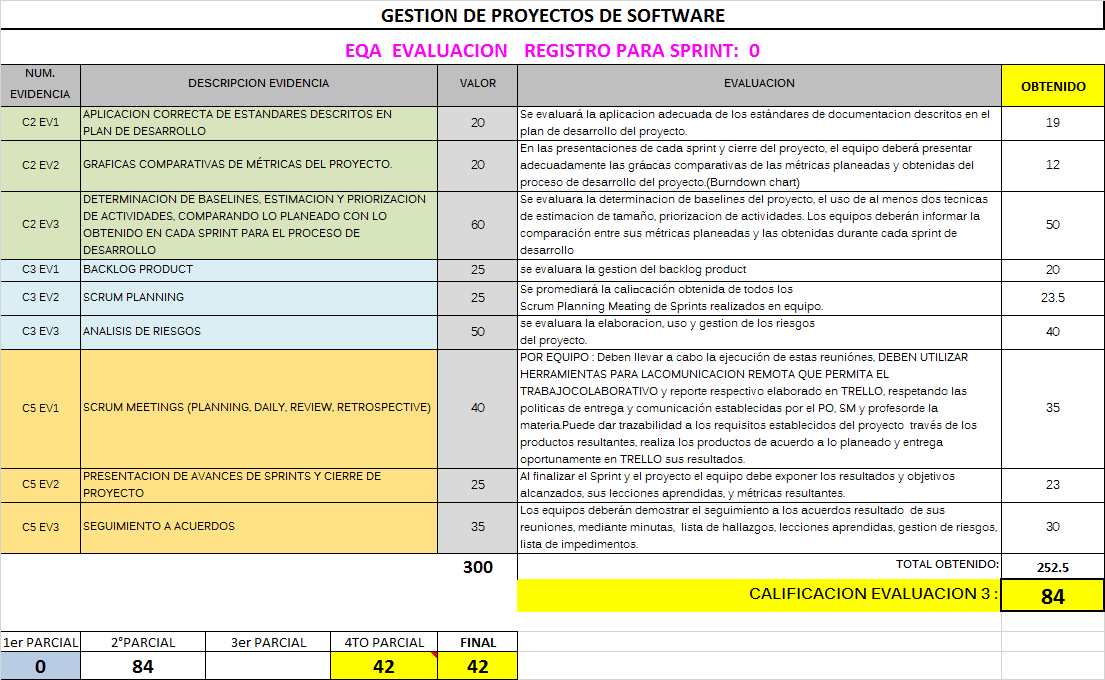 GESTION DE PROYECTOS DE SOFTWARE
EQA EVALUACION REGISTRO PARA SPRINT: 0
NUM.
EVIDENCIA
DESCRIPCION EVIDENCIA
VALOR
EVALUACION
OBTENIDO
C2 EV1
APLICACION CORRECTA DE ESTANDARES DESCRITOS EN
PLAN DE DESARROLLO
20
Se evaluará la aplicacion adecuada de los estándares de documentacion descritos en el
plan de desarrollo del proyecto.
19
C2 EV2
GRAFICAS COMPARATIVAS DE MÉTRICAS DEL PROYECTO.
20
En las presentaciones de cada sprint y cierre del proyecto, el equipo deberá presentar
adecuadamente las gráficas comparativas de las métricas planeadas y obtenidas del
proceso de desarrollo del proyecto.(Burndown chart)
12
C2 EV3
DETERMINACION DE BASELINES, ESTIMACION Y PRIORIZACION
DE ACTIVIDADES, COMPARANDO LO PLANEADO CON LO
OBTENIDO EN CADA SPRINT PARA EL PROCESO DE
DESARROLLO
60
Se evaluara la determinacion de baselines del proyecto, el uso de al menos dos tecnicas
de estimacion de tamaño, priorizacion de actividades. Los equipos deberán informar la
comparación entre sus métricas planeadas y las obtenidas durante cada sprint de
desarrollo
50
C3 EV1
BACKLOG PRODUCT
25
se evaluara la gestion del backlog product
20
C3 EV2
SCRUM PLANNING
25
Se promediará la calificación obtenida de todos los
Scrum Planning Meating de Sprints realizados en equipo.
23.5
C3 EV3
ANALISIS DE RIESGOS
50
se evaluara la elaboracion, uso y gestion de los riesgos
del proyecto.
40
C5 EV1
SCRUM MEETINGS (PLANNING, DAILY, REVIEW, RETROSPECTIVE)
40
POR EQUIPO : Deben llevar a cabo la ejecución de estas reuniónes, DEBEN UTILIZAR
HERRAMIENTAS PARA LACOMUNICACION REMOTA QUE PERMITA EL
TRABAJOCOLABORATIVO y reporte respectivo elaborado en TRELLO, respetando las
politicas de entrega y comunicación establecidas por el PO, SM y profesorde la
materia.Puede dar trazabilidad a los requisitos establecidos del proyecto través de los
productos resultantes, realiza los productos de acuerdo a lo planeado y entrega
oportunamente en TRELLO sus resultados.
35
C5 EV2
PRESENTACION DE AVANCES DE SPRINTS Y CIERRE DE
PROYECTO
25
Al finalizar el Sprint y el proyecto el equipo debe exponer los resultados y objetivos
alcanzados, sus lecciones aprendidas, y métricas resultantes.
23
C5 EV3
SEGUIMIENTO A ACUERDOS
35
Los equipos deberán demostrar el seguimiento a los acuerdos resultado de sus
reuniones, mediante minutas, lista de hallazgos, lecciones aprendidas, gestion de riesgos,
lista de impedimentos.
30
300
TOTAL OBTENIDO:
252.5
CALIFICACION EVALUACION 3 :
84
1er PARCIAL
2°PARCIAL
3er PARCIAL
4TO PARCIAL
FINAL
0
84
42
42